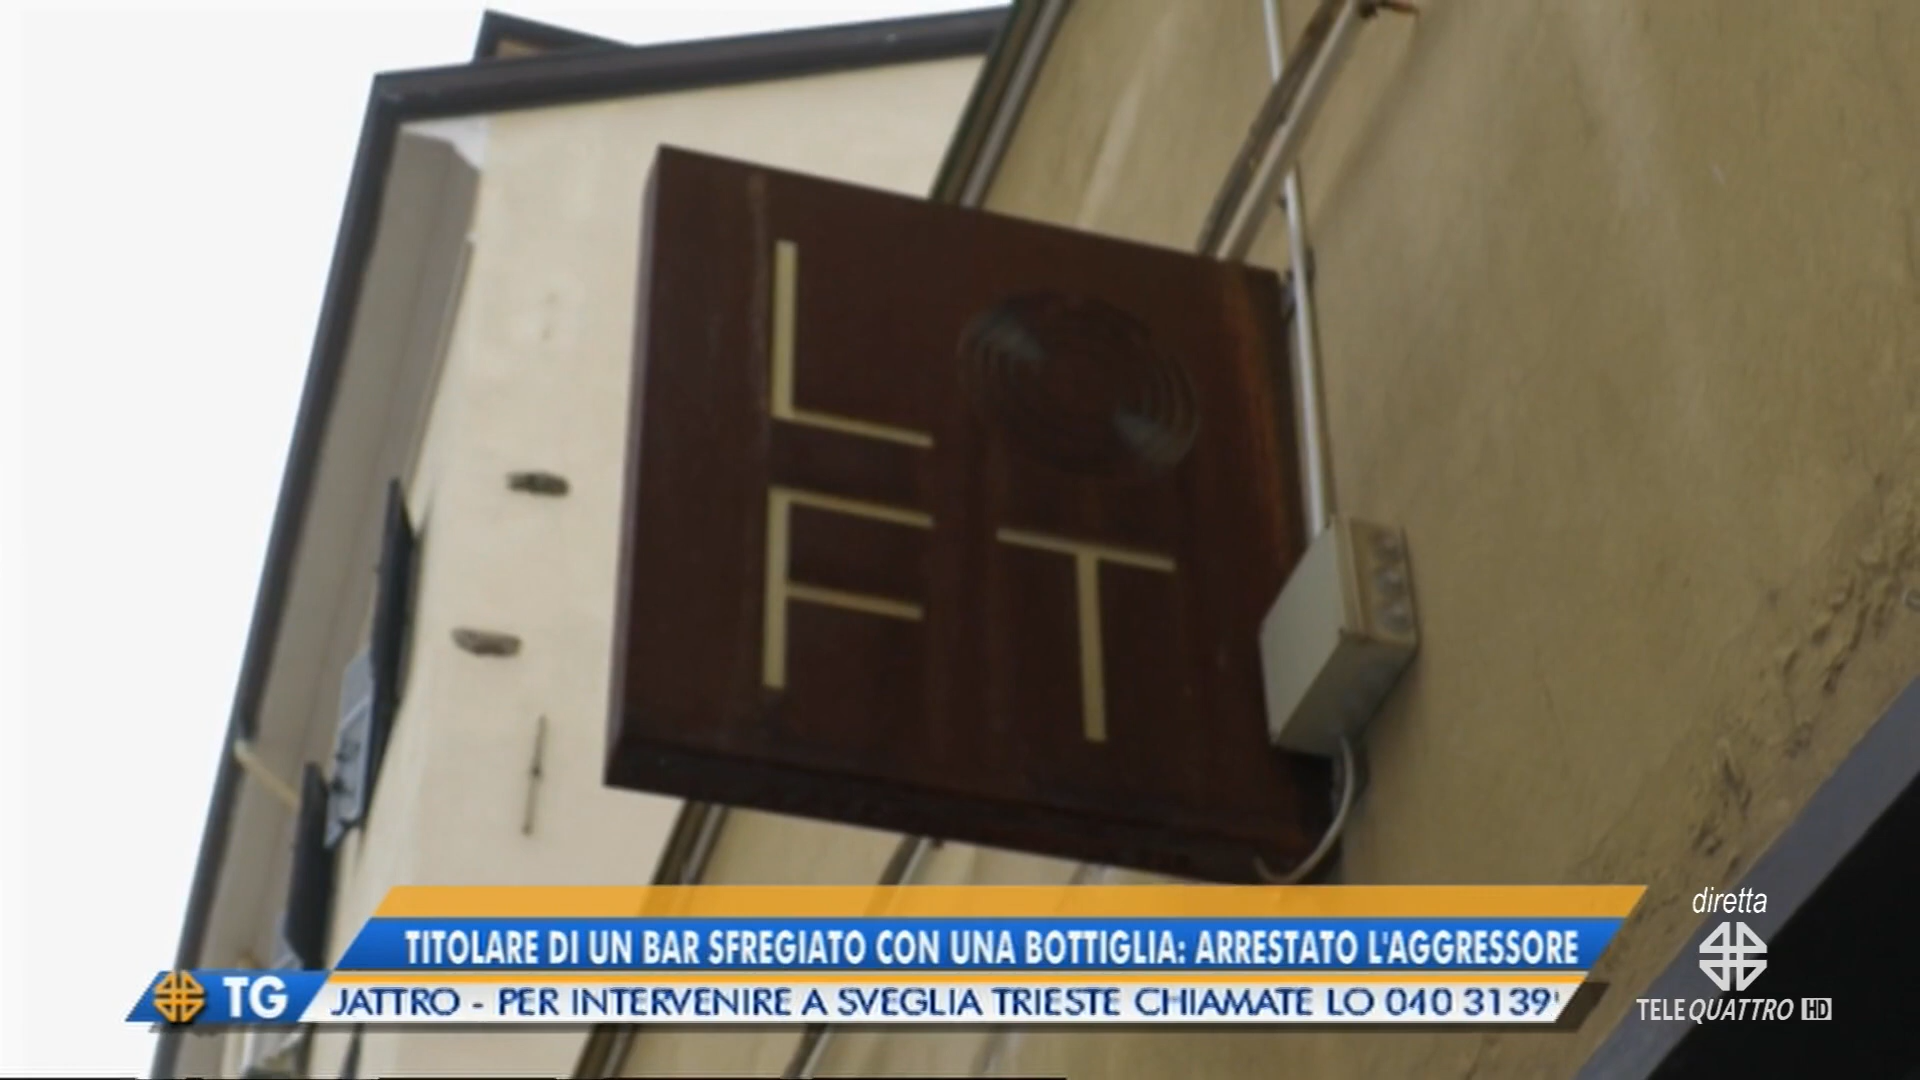 L
F T
TITOLARE DI UN BAR SFREGIATO CON UNA BOTTIGLIA: ARRESTATO L'AGGRESSORE
TG
JATTRO - PER INTERVENIRE A SVEGLIA TRIESTE CHIAMATE LO 040 3139
diretta
TELEQUATTRO HD